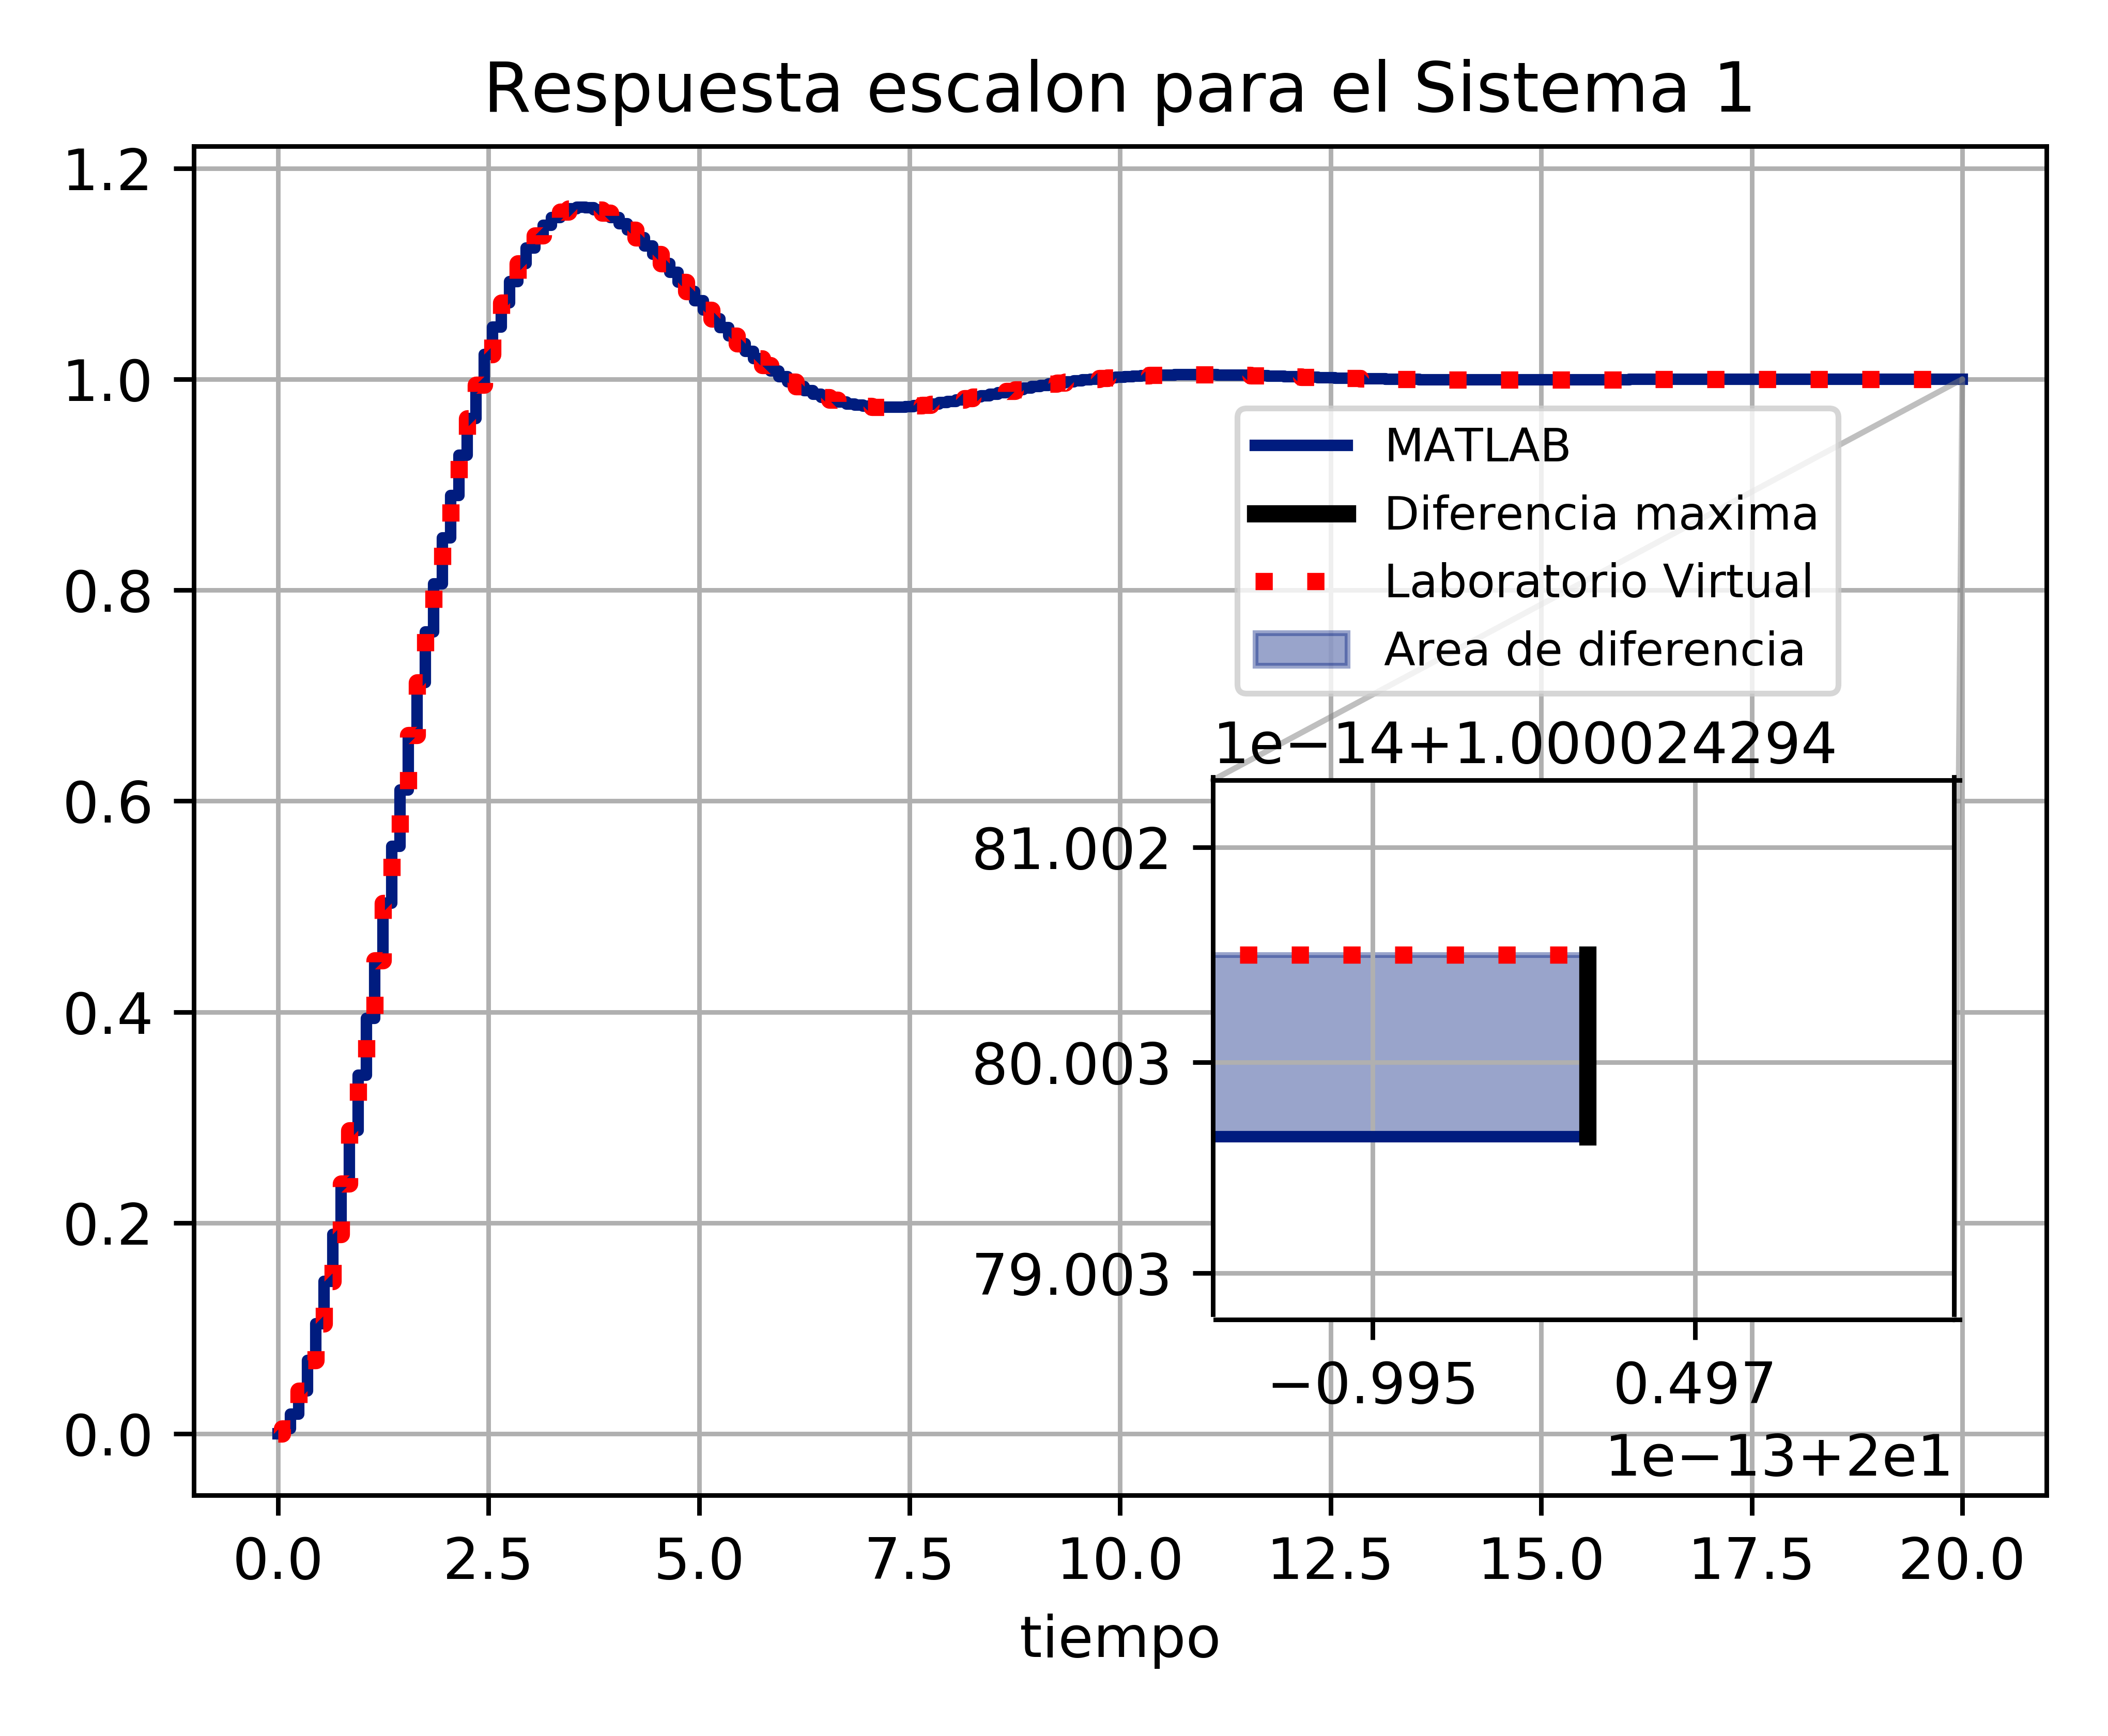 Respuesta escalon para el Sistema 1
1.2
1.0
0.8
0.6
0.4
0.2
0.0
MATLAB
Diferencia maxima
Laboratorio Virtual
Area de diferencia
1e−14+1.000024294
81.002
80.003
79.003
−0.995 0.497
1e−13+2e1
0.0 2.5 5.0 7.5 10.0 12.5 15.0 17.5 20.0
tiempo